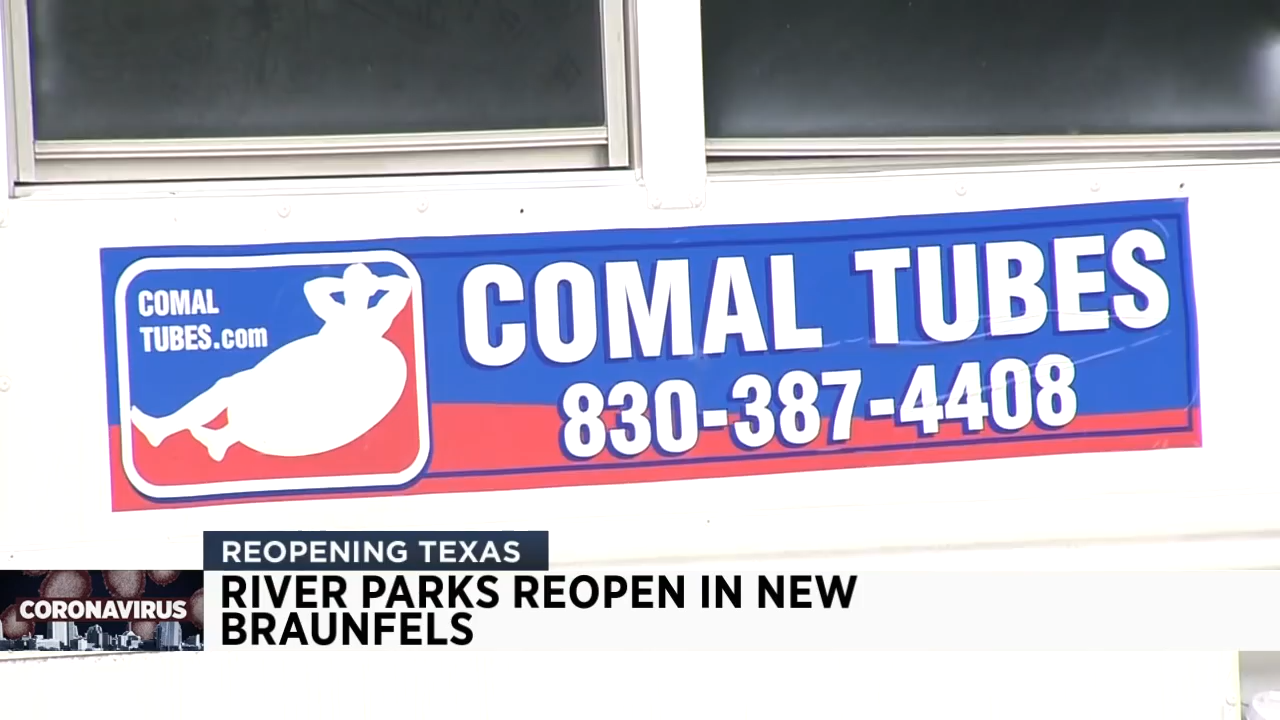 COMAL
TUBES.com
COMAL TUBES
830-387-4408
REOPENING TEXAS
CORONAVIRUS
RIVER PARKS REOPEN IN NEW
BRAUNFELS